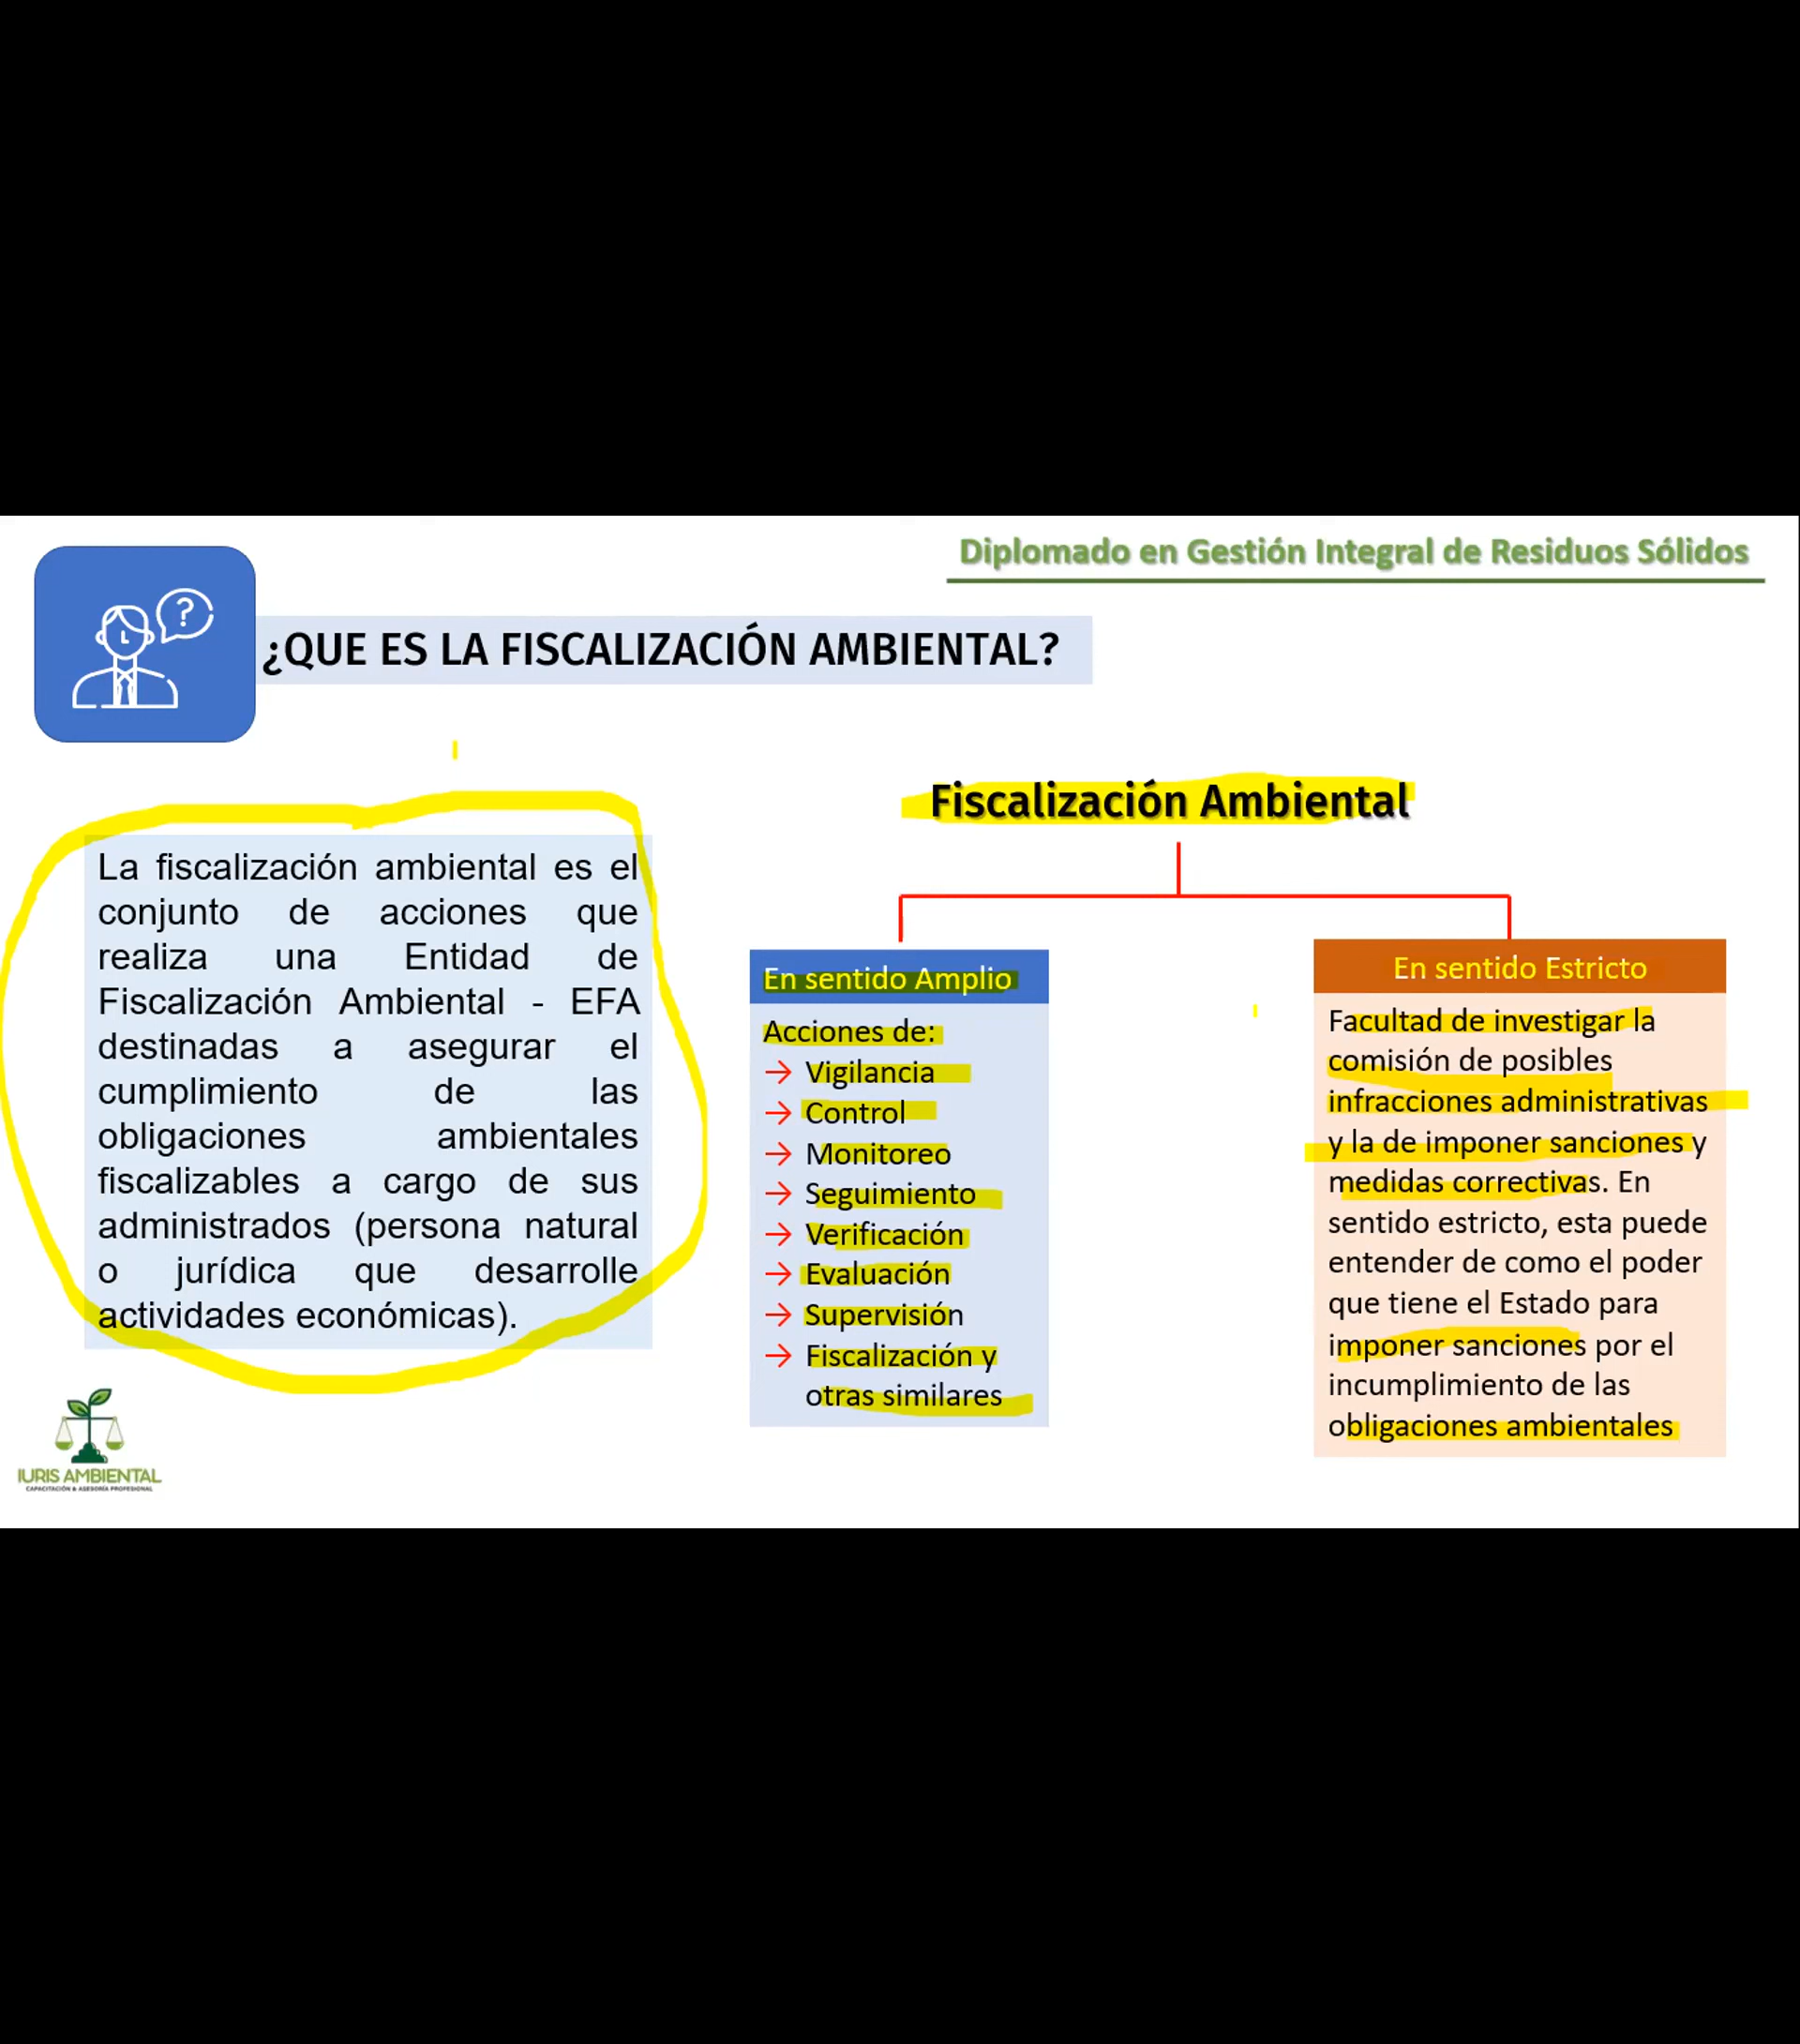 Diplomado en Gestión Integral de Residuos Sólidos
?
¿QUE ES LA FISCALIZACIÓN AMBIENTAL?
La fiscalización ambiental es el
conjunto de acciones que
realiza una Entidad de
Fiscalización Ambiental - EFA
destinadas a asegurar el
cumplimiento de las
obligaciones ambientales
fiscalizables a cargo de sus
administrados (persona natural
o jurídica que desarrolle
actividades económicas).
Fiscalización Ambiental
En sentido Amplio
Acciones de:
→ Vigilancia
→ Control
→ Monitoreo
→ Seguimiento
→ Verificación
→ Evaluación
→ Supervisión
→ Fiscalización y
otras similares
En sentido Estricto
Facultad de investigar la
comisión de posibles
infracciones administrativas
y la de imponer sanciones y
medidas correctivas. En
sentido estricto, esta puede
entender de como el poder
que tiene el Estado para
imponer sanciones por el
incumplimiento de las
obligaciones ambientales
IURIS AMBIENTAL
CAPACITACIÓN & ASESORÍA PROFESIONAL